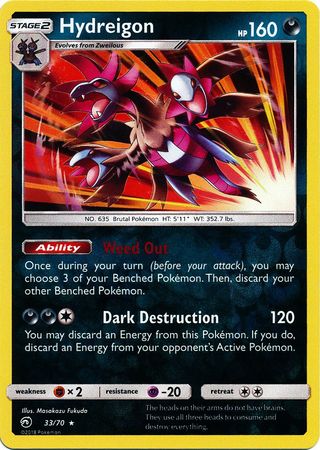 STAGE2 Hydreigon HP 160
Evolves from Zweilous
NO. 635 Brutal Pokémon HT: 5'11" WT: 352.7 lbs.
Ability Weed Out
Once during your turn (before your attack), you may
choose 3 of your Benched Pokémon. Then, discard
your other Benched Pokémon.
Dark Destruction 120
You may discard an Energy from this Pokémon. If you do,
discard an Energy from your opponent's Active Pokémon.
weakness × 2 resistance -20 retreat
Illus. Masakazu Fukuda
33/70 ★
©2018 Pokémon
The heads on their arms do not have brains.
They use all three heads to consume and
destroy everything.